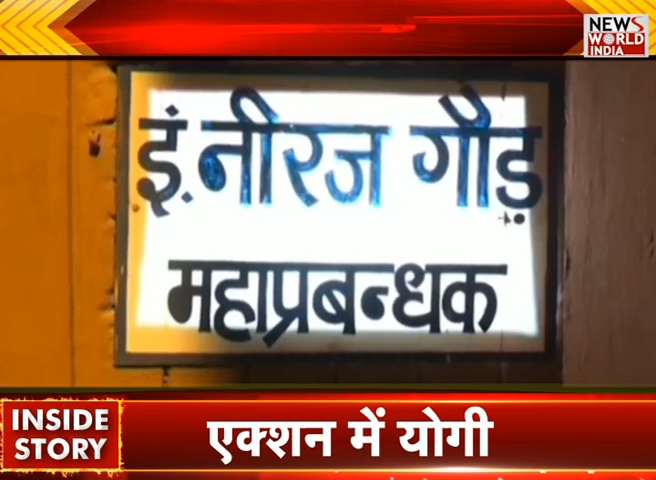 NEWS
WORLD
INDIA
इं.नीरज गौड़
महाप्रबन्धक
INSIDE
STORY
एक्शन में योगी